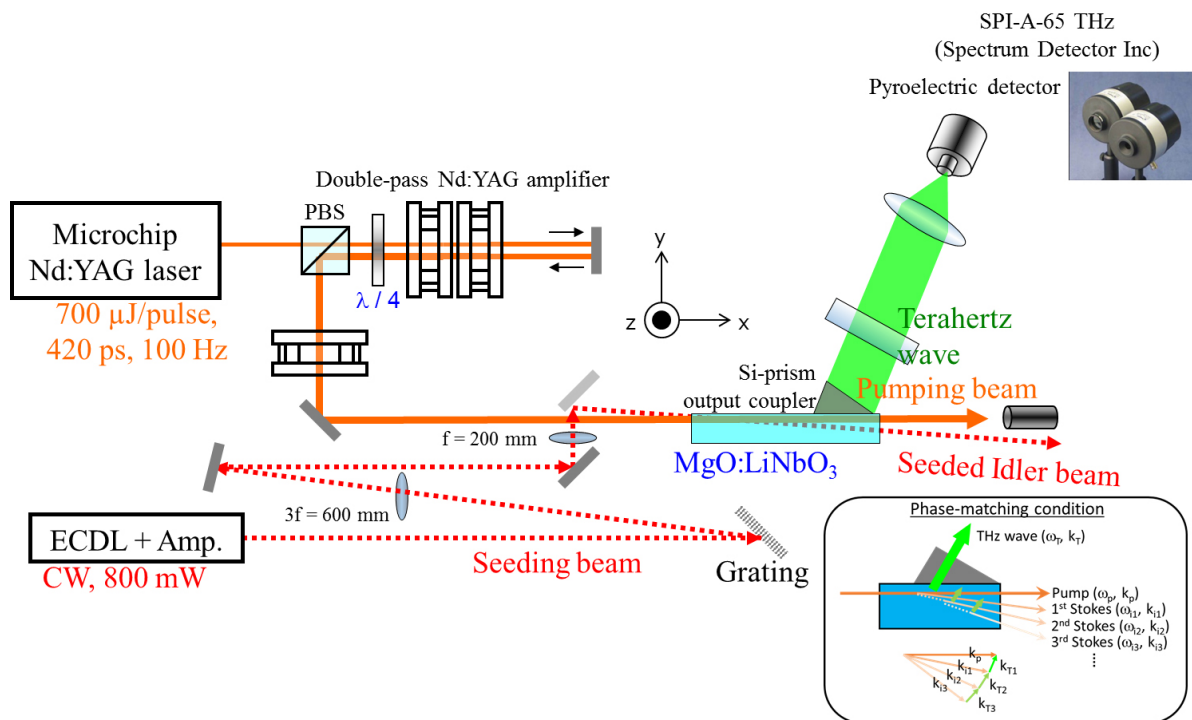 SPI-A-65 THz
(Spectrum Detector Inc)
Pyroelectric detector
Double-pass Nd:YAG amplifier
PBS
Microchip
Nd:YAG laser
λ / 4
700 µJ/pulse,
420 ps, 100 Hz
y
z
x
Terahertz
wave
Si-prism
output coupler
Pumping beam
f = 200 mm
MgO:LiNbO3
Seeded Idler beam
3f = 600 mm
ECDL + Amp.
CW, 800 mW
Seeding beam
Grating
Phase-matching condition
THz wave (ωT, kT)
Pump (ωp, kp)
1st Stokes (ωi1, ki1)
2nd Stokes (ωi2, ki2)
3rd Stokes (ωi3, ki3)
kp
ki1
ki2
ki3
kT1
kT2
kT3